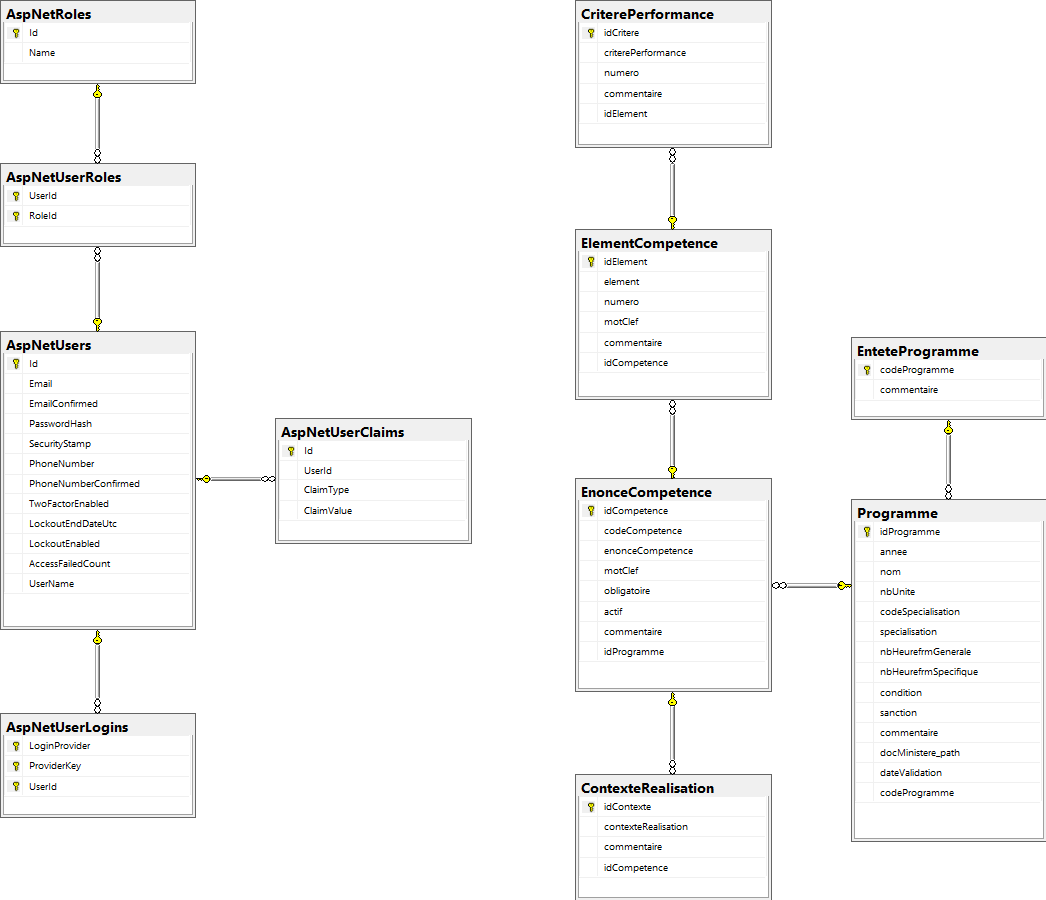 AspNetRoles
Id
Name
AspNetUserRoles
UserId
RoleId
AspNetUsers
Id
Email
EmailConfirmed
PasswordHash
SecurityStamp
PhoneNumber
PhoneNumberConfirmed
TwoFactorEnabled
LockoutEndDateUtc
LockoutEnabled
AccessFailedCount
UserName
AspNetUserLogins
LoginProvider
ProviderKey
UserId
AspNetUserClaims
Id
UserId
ClaimType
ClaimValue
CriterePerformance
idCritere
criterePerformance
numero
commentaire
idElement
ElementCompetence
idElement
element
numero
motClef
commentaire
idCompetence
EnonceCompetence
idCompetence
codeCompetence
enonceCompetence
motClef
obligatoire
actif
commentaire
idProgramme
ContexteRealisation
idContexte
contexteRealisation
commentaire
idCompetence
EnteteProgramme
codeProgramme
commentaire
Programme
idProgramme
annee
nom
nbUnite
codeSpecialisation
specialisation
nbHeurefrmGenerale
nbHeurefrmSpecifique
condition
sanction
commentaire
docMinistere_path
dateValidation
codeProgramme